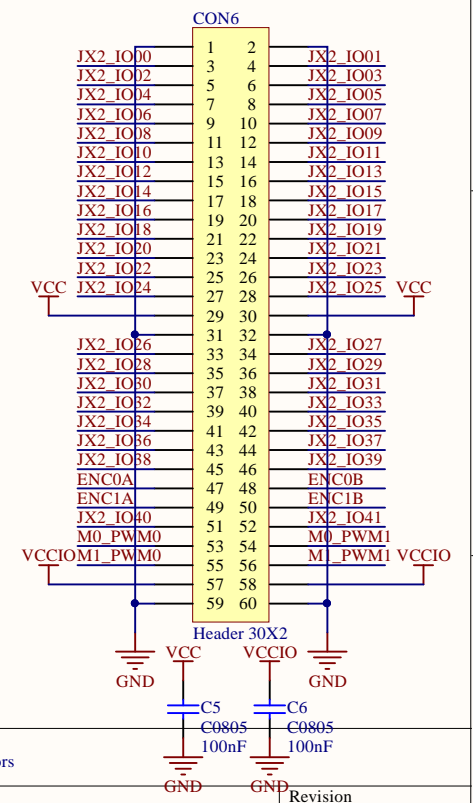 CON6
1 2
JX2_IO00 3 4 JX2_IO01
JX2_IO02 5 6 JX2_IO03
JX2_IO04 7 8 JX2_IO05
JX2_IO06 9 10 JX2_IO07
JX2_IO08 11 12 JX2_IO09
JX2_IO10 13 14 JX2_IO11
JX2_IO12 15 16 JX2_IO13
JX2_IO14 17 18 JX2_IO15
JX2_IO16 19 20 JX2_IO17
JX2_IO18 21 22 JX2_IO19
JX2_IO20 23 24 JX2_IO21
JX2_IO22 25 26 JX2_IO23
VCC JX2_IO24 27 28 JX2_IO25 VCC
29 30
31 32
JX2_IO26 33 34 JX2_IO27
JX2_IO28 35 36 JX2_IO29
JX2_IO30 37 38 JX2_IO31
JX2_IO32 39 40 JX2_IO33
JX2_IO34 41 42 JX2_IO35
JX2_IO36 43 44 JX2_IO37
JX2_IO38 45 46 JX2_IO39
ENC0A 47 48 ENC0B
ENC1A 49 50 ENC1B
JX2_IO40 51 52 JX2_IO41
M0_PWM0 53 54 M0_PWM1
VCCIO M1_PWM0 55 56 M1_PWM1 VCCIO
57 58
59 60
Header 30X2
GND VCC VCCIO GND
C5 C6
C0805 C0805
100nF 100nF
ors
GND GND
Revision